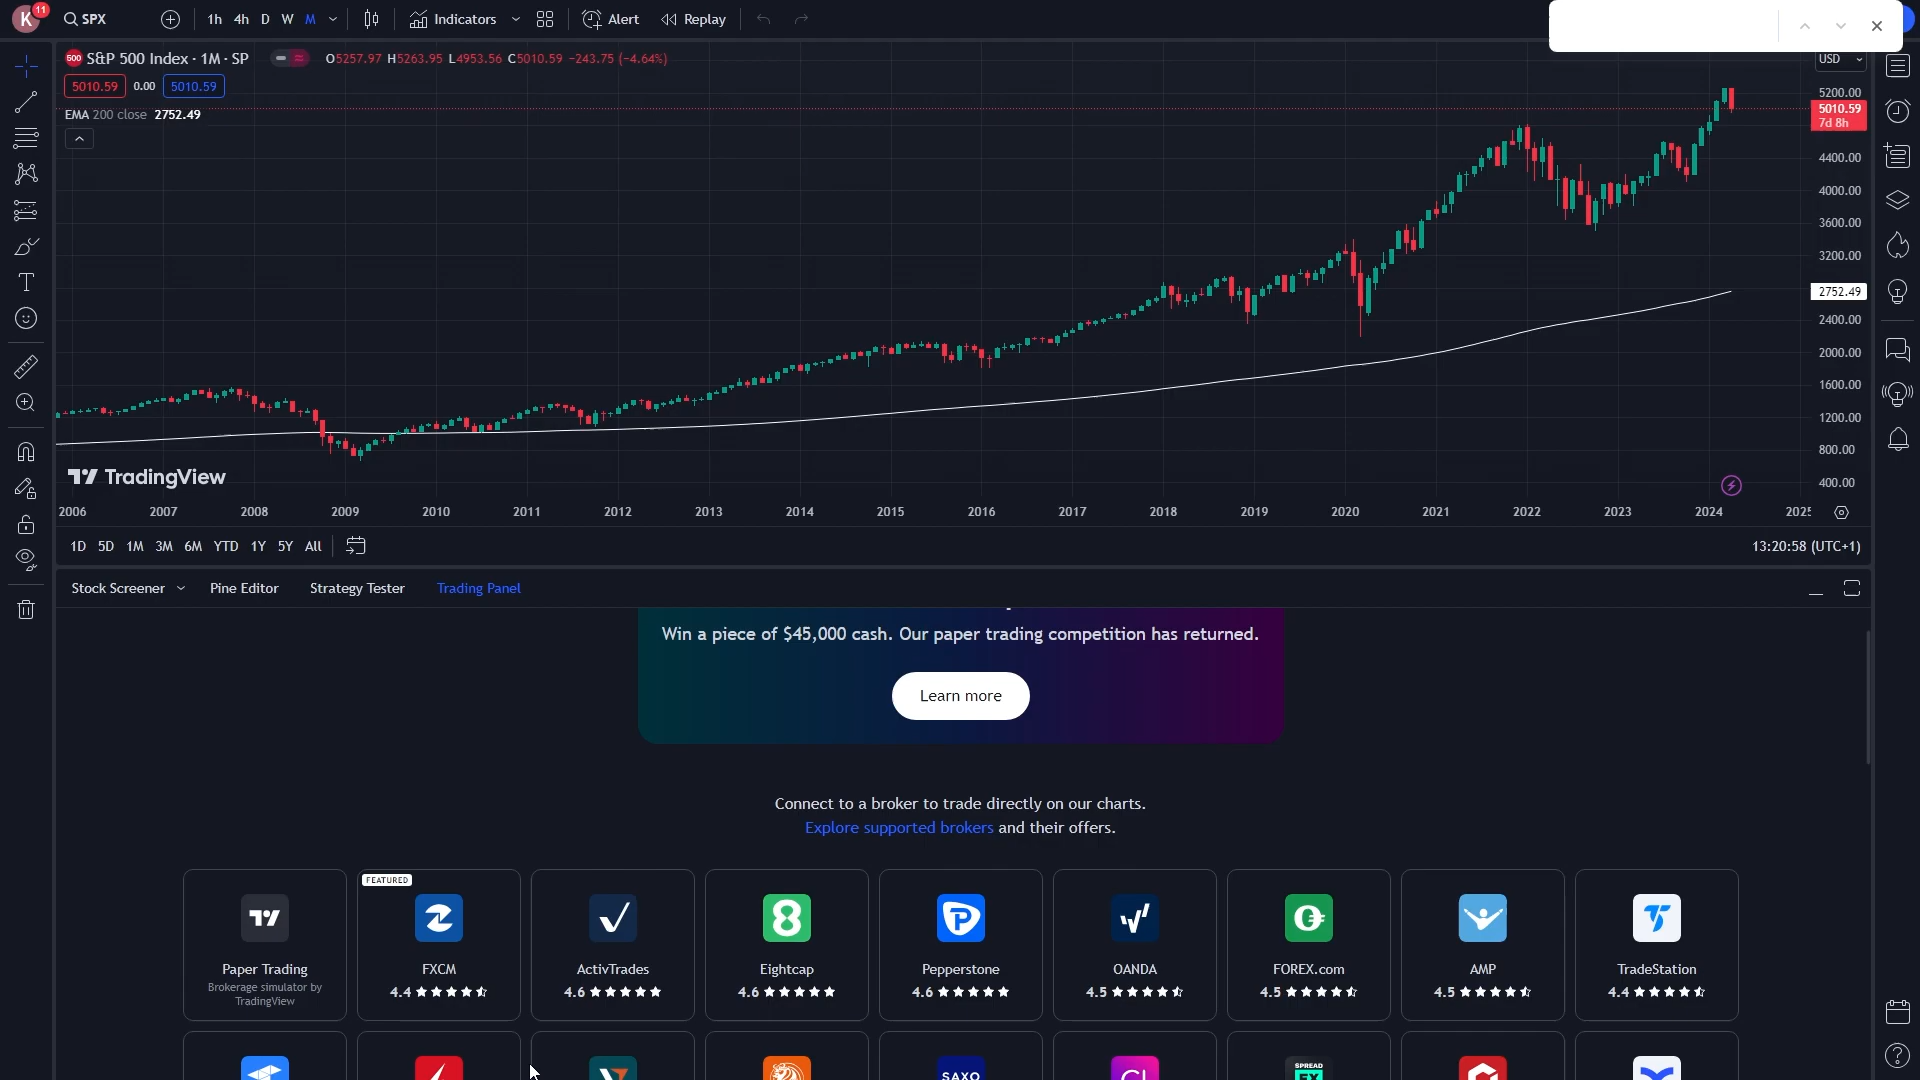 K 11 SPX 1h 4h D W M Indicators Alert Replay
500 S&P 500 Index · 1M · SP O5257.97 H5263.95 L4953.56 C5010.59 −243.75 (−4.64%) USD
5010.59 0.00 5010.59
EMA 200 close 2752.49
5200.00
5010.59
7d 8h
4400.00
4000.00
3600.00
3200.00
2752.49
2400.00
2000.00
1600.00
1200.00
800.00
400.00
TradingView
2006 2007 2008 2009 2010 2011 2012 2013 2014 2015 2016 2017 2018 2019 2020 2021 2022 2023 2024
1D 5D 1M 3M 6M YTD 1Y 5Y All 13:20:58 (UTC+1)
Stock Screener Pine Editor Strategy Tester Trading Panel
Win a piece of $45,000 cash. Our paper trading competition has returned.
Learn more
Connect to a broker to trade directly on our charts.
Explore supported brokers and their offers.
FEATURED
Paper Trading FXCM ActivTrades Eightcap Pepperstone OANDA FOREX.com AMP TradeStation
Brokerage simulator by
TradingView
4.4 4.6 4.6 4.6 4.5 4.5 4.5 4.4
SAXO SPREAD